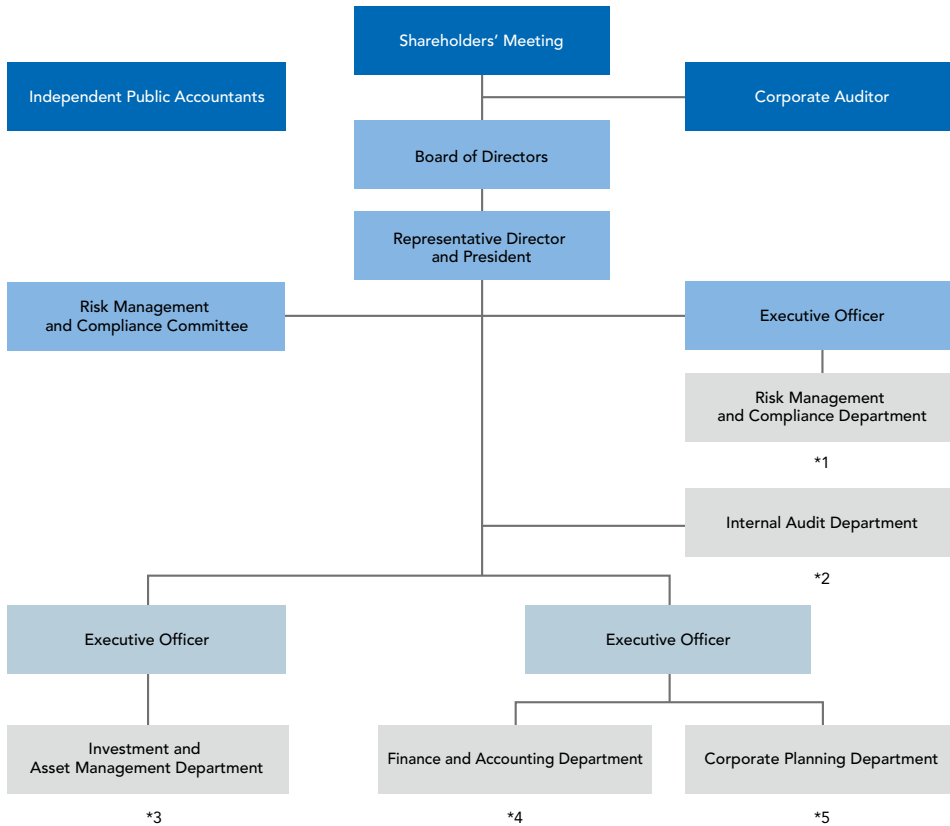 Shareholders’ Meeting
Independent Public Accountants
Corporate Auditor
Board of Directors
Representative Director
and President
Risk Management
and Compliance Committee
Executive Officer
Risk Management
and Compliance Department
*1
Internal Audit Department
*2
Executive Officer
Executive Officer
Investment and
Asset Management Department
Finance and Accounting Department
Corporate Planning Department
*3
*4
*5